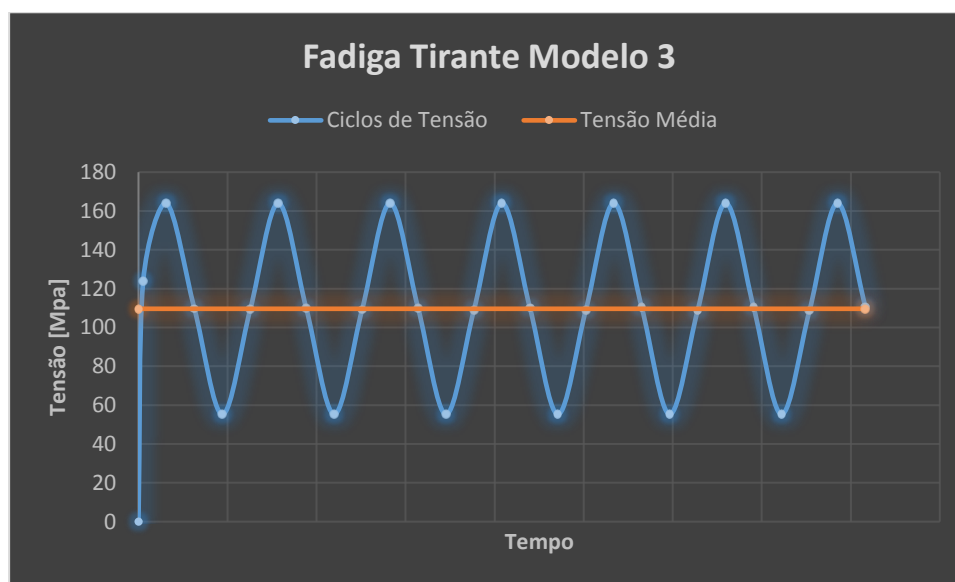 Fadiga Tirante Modelo 3
Ciclos de Tensão
Tensão Média
Tensão [Mpa]
180
160
140
120
100
80
60
40
20
0
Tempo